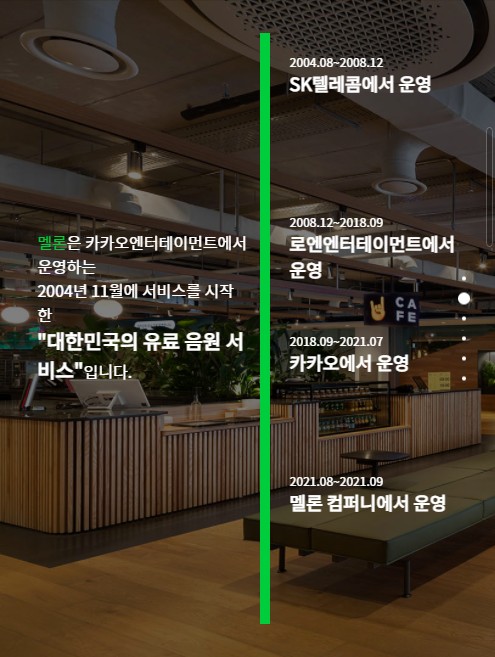 멜론은 카카오엔터테이먼트에서
운영하는
2004년 11월에 서비스를 시작
한
"대한민국의 유료 음원 서
비스"입니다.
2004.08~2008.12
SK텔레콤에서 운영
2008.12~2018.09
로엔엔터테이먼트에서
운영
CA
FE
2018.09~2021.07
카카오에서 운영
2021.08~2021.09
멜론 컴퍼니에서 운영